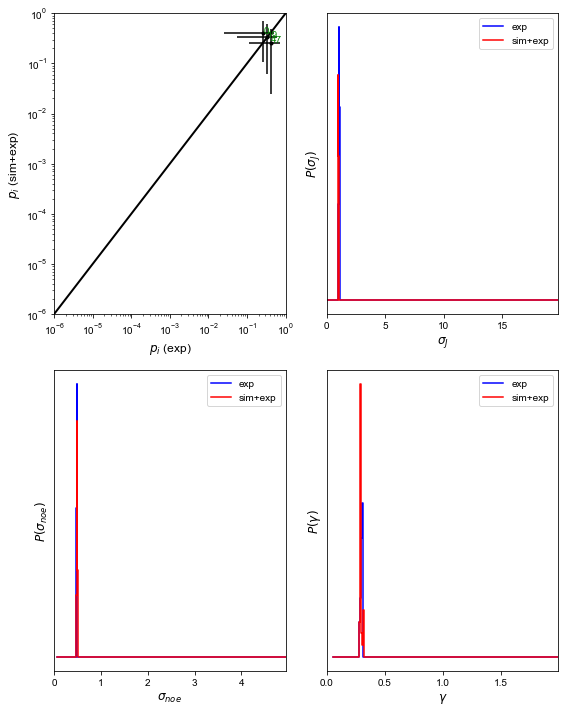 10^0
10^-1
10^-2
10^-3
10^-4
10^-5
10^-6
p_i (sim+exp)
10^-6 10^-5 10^-4 10^-3 10^-2 10^-1 10^0
p_i (exp)
exp
sim+exp
P(σ_J)
0 5 10 15
σ_J
exp
sim+exp
P(σ_noe)
0 1 2 3 4
σ_noe
exp
sim+exp
P(γ)
0.0 0.5 1.0 1.5
γ